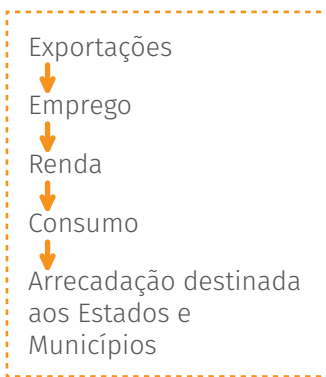 Exportações
Emprego
Renda
Consumo
Arrecadação destinada
aos Estados e
Municípios